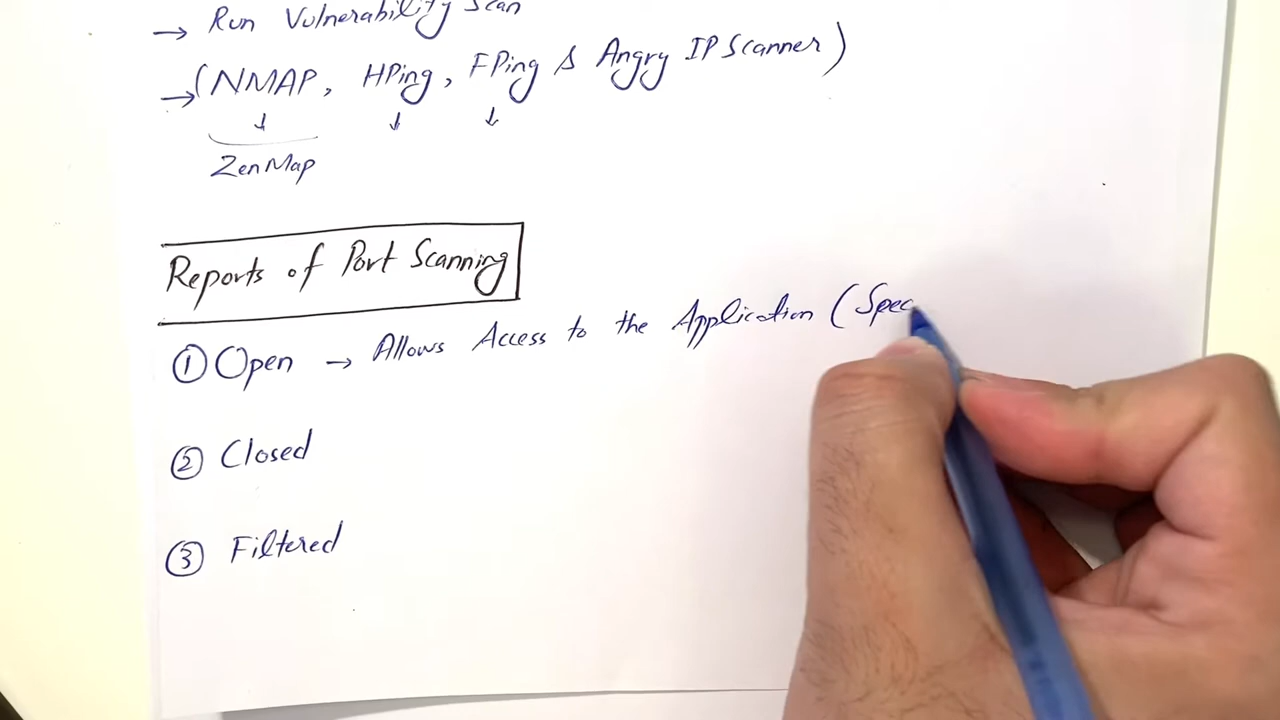 → Run Vulnerability Scan
→ (NMAP, HPing, FPing & Angry IP Scanner)
↓ ↓ ↓
ZenMap
Reports of Port Scanning
① Open → Allows Access to the Application (Spec
② Closed
③ Filtered